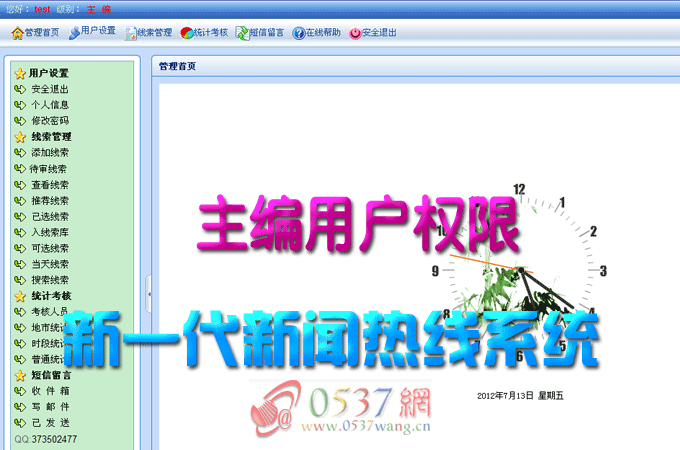 您好： test 级别： 主 编
管理首页 用户设置 线索管理 统计考核 短信留言 在线帮助 安全退出
用户设置
安全退出
个人信息
修改密码
线索管理
添加线索
待审线索
查看线索
推荐线索
已选线索
入线索库
可选线索
当天线索
搜索线索
统计考核
考核人员
地市统
时段统
普通统
短信留言
收 件 箱
写 邮 件
已 发 送
QQ:373502477
管理首页
12
1
2
3
4
6
8
9
10
主编用户权限
新一代新闻热线系统
2012年7月13日 星期五
0537網
www.0537wang.cn